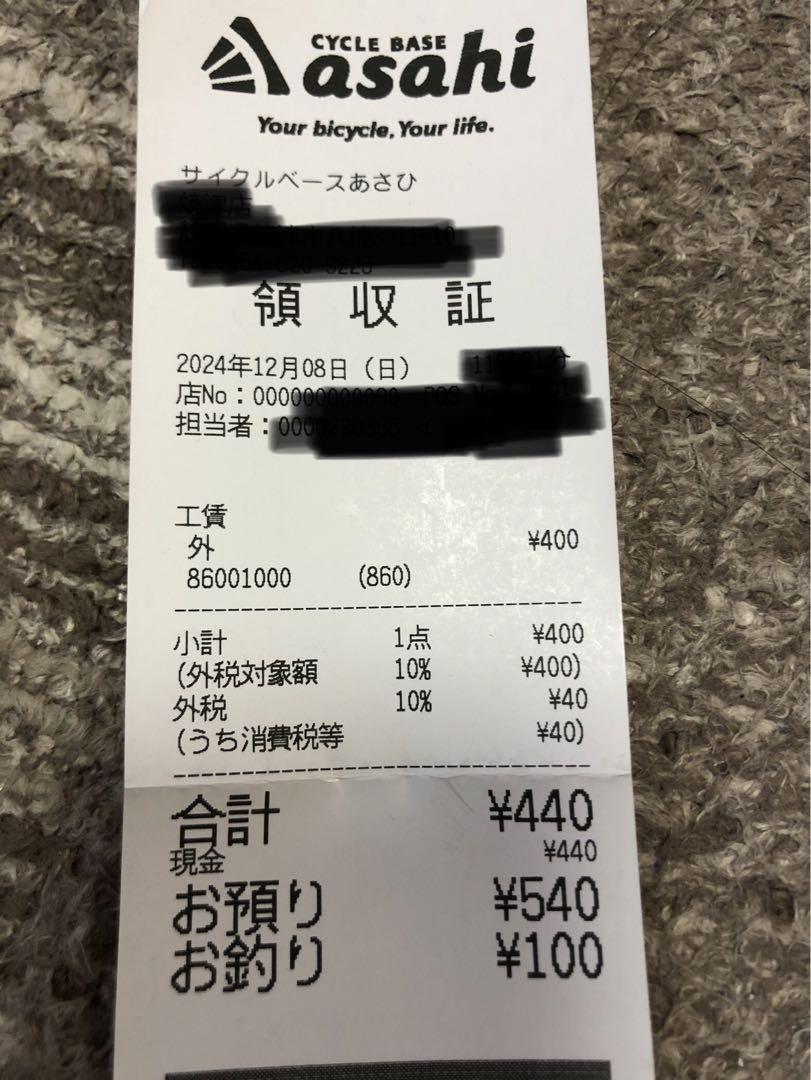 CYCLE BASE
asahi
Your bicycle, Your life.
サイクルベースあさひ
領 収 証
2024年12月08日（日）
店No：000000000000
担当者：
工賃
外 ¥400
86001000 (860)
小計 1点 ¥400
(外税対象額 10% ¥400)
外税 10% ¥40
(うち消費税等 ¥40)
合計 ¥440
現金 ¥440
お預り ¥540
お釣り ¥100